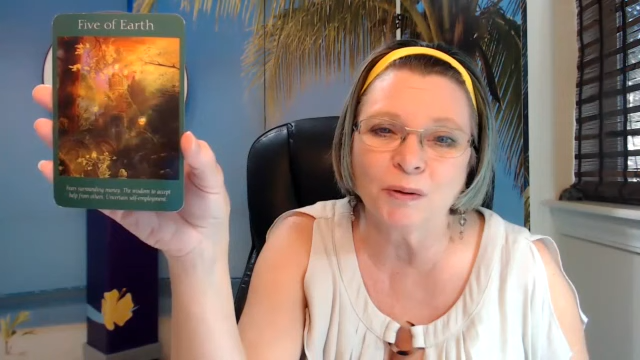 Five of Earth
Fears surrounding money. The wisdom to accept
help from others. Uncertain self-employment.